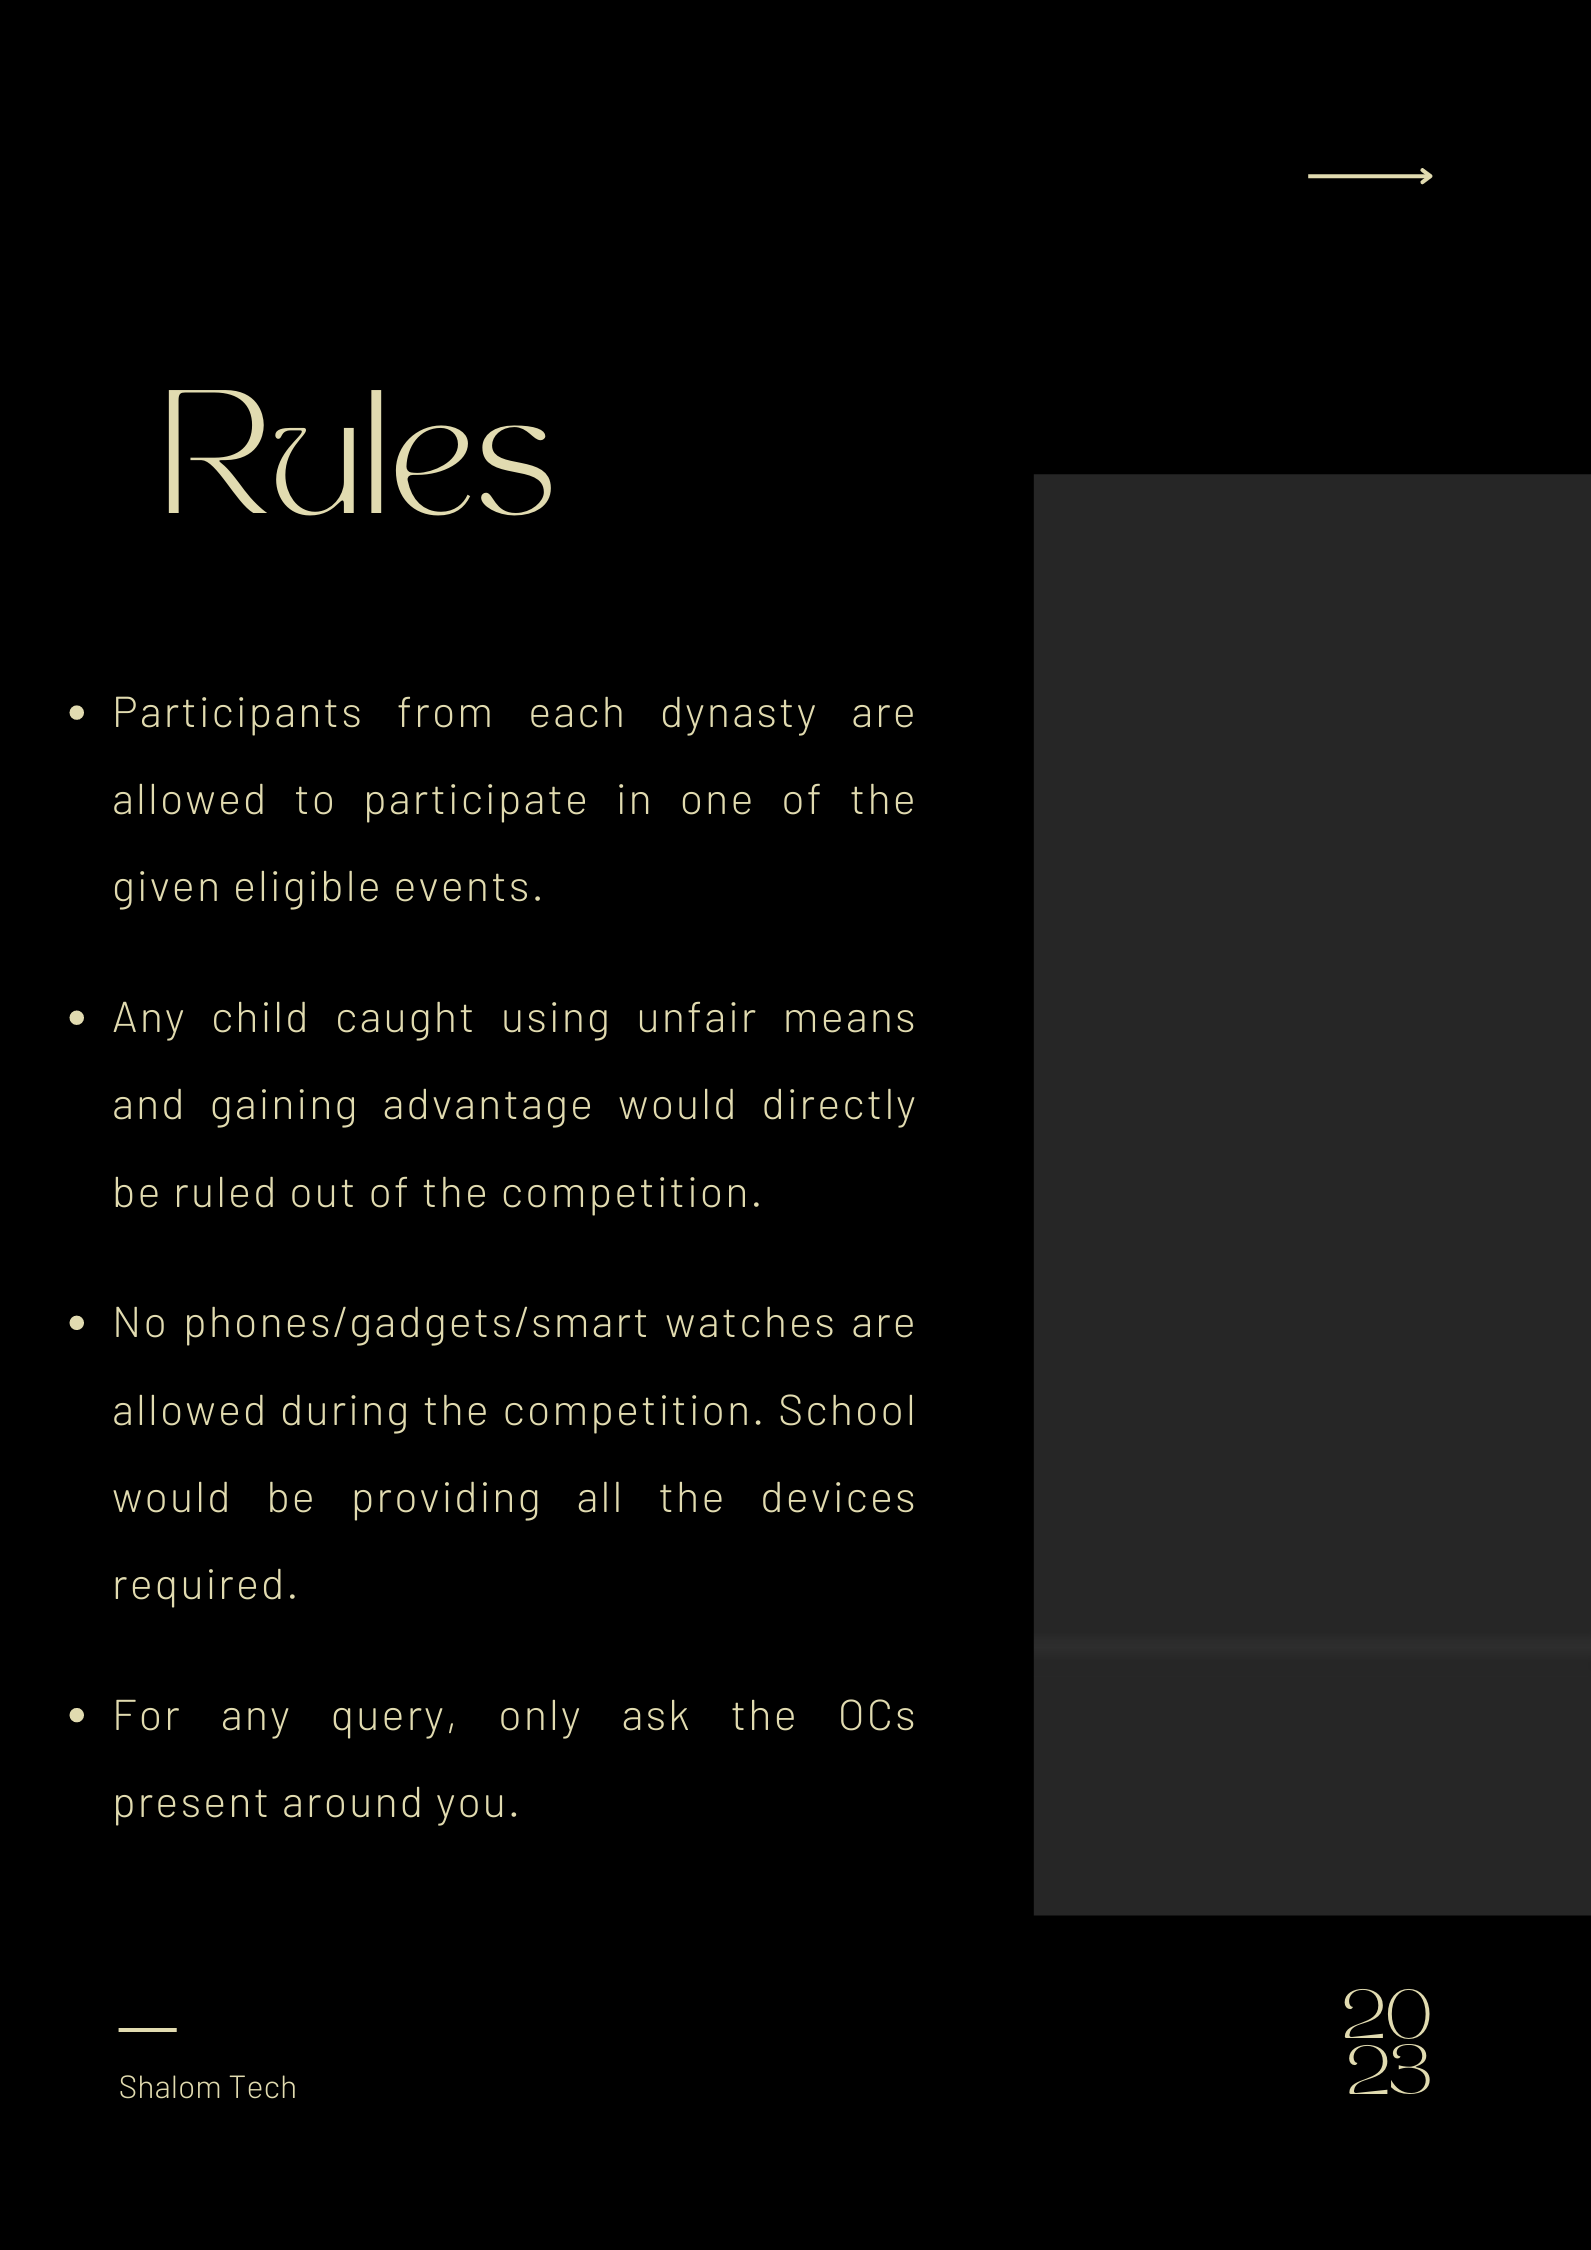 Rules
• Participants from each dynasty are
allowed to participate in one of the
given eligible events.
• Any child caught using unfair means
and gaining advantage would directly
be ruled out of the competition.
• No phones/gadgets/smart watches are
allowed during the competition. School
would be providing all the devices
required.
• For any query, only ask the OCs
present around you.
Shalom Tech
20
23